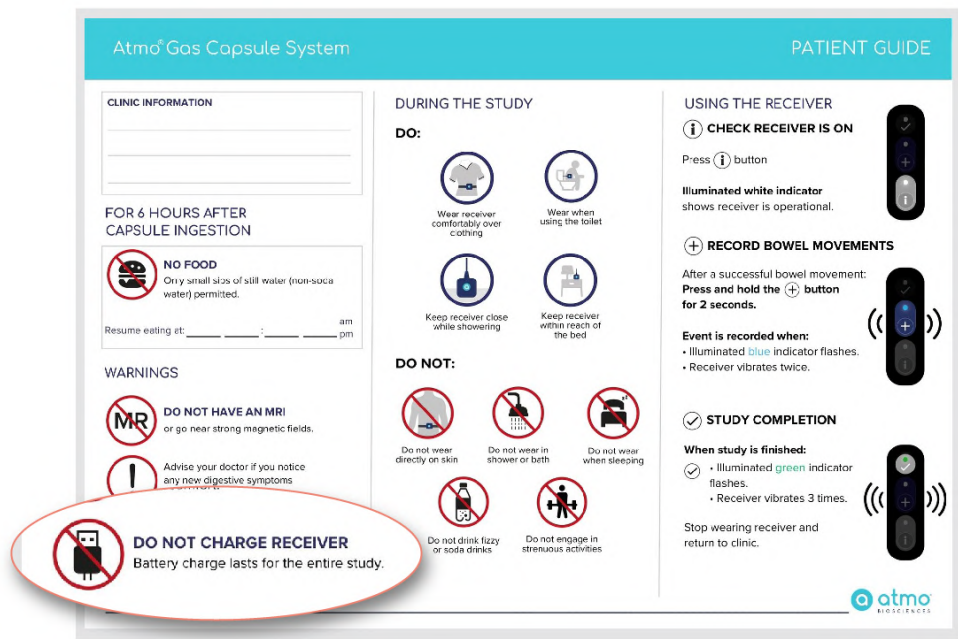 Atmo® Gas Capsule System
PATIENT GUIDE
CLINIC INFORMATION
FOR 6 HOURS AFTER
CAPSULE INGESTION
NO FOOD
Only small sips of still water (non-soda
water) permitted.
Resume eating at: ____ ____ : ____ ____ am
pm
WARNINGS
MR
DO NOT HAVE AN MRI
or go near strong magnetic fields.
!
Advise your doctor if you notice
any new digestive symptoms
DO NOT CHARGE RECEIVER
Battery charge lasts for the entire study.
DURING THE STUDY
DO:
Wear receiver
comfortably over
clothing
Wear when
using the toilet
Keep receiver close
while showering
Keep receiver
within reach of
the bed
DO NOT:
Do not wear
directly on skin
Do not wear in
shower or bath
Do not wear
when sleeping
Do not drink fizzy
or soda drinks
Do not engage in
strenuous activities
USING THE RECEIVER
i CHECK RECEIVER IS ON
Press i button
Illuminated white indicator
shows receiver is operational.
+ RECORD BOWEL MOVEMENTS
After a successful bowel movement:
Press and hold the + button
for 2 seconds.
Event is recorded when:
• Illuminated blue indicator flashes.
• Receiver vibrates twice.
✓ STUDY COMPLETION
When study is finished:
✓ • Illuminated green indicator
flashes.
• Receiver vibrates 3 times.
Stop wearing receiver and
return to clinic.
atmo
BIOSCIENCES